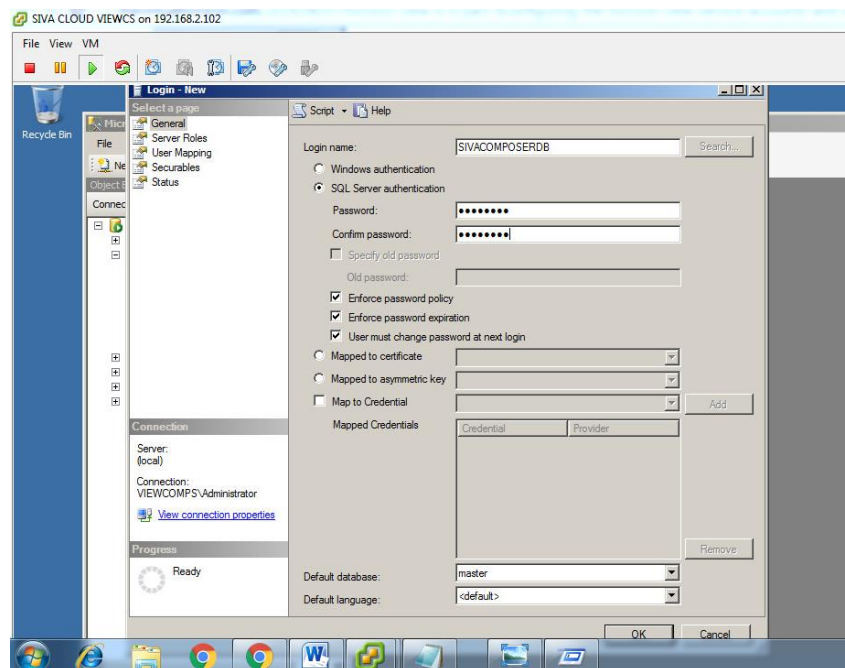 SIVA CLOUD VIEWCS on 192.168.2.102
File View VM
Recycle Bin
Login - New
Select a page
General
Server Roles
User Mapping
Securables
Status
Script Help
Login name: SIVACOMPOSERDB Search...
Windows authentication
SQL Server authentication
Password: ••••••••
Confirm password: ••••••••
Specify old password
Old password:
Enforce password policy
Enforce password expiration
User must change password at next login
Mapped to certificate
Mapped to asymmetric key
Map to Credential Add
Mapped Credentials Credential Provider
Remove
Default database: master
Default language: <default>
OK Cancel
Connection
Server:
(local)
Connection:
VIEWCOMPS\Administrator
View connection properties
Progress
Ready
File